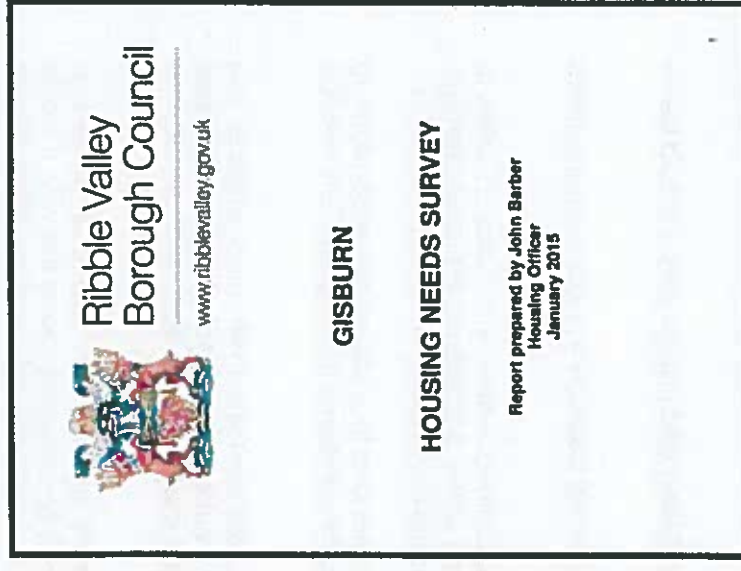 Ribble Valley
Borough Council
www.ribblevalley.gov.uk
GISBURN
HOUSING NEEDS SURVEY
Report prepared by John Barber
Housing Officer
January 2015